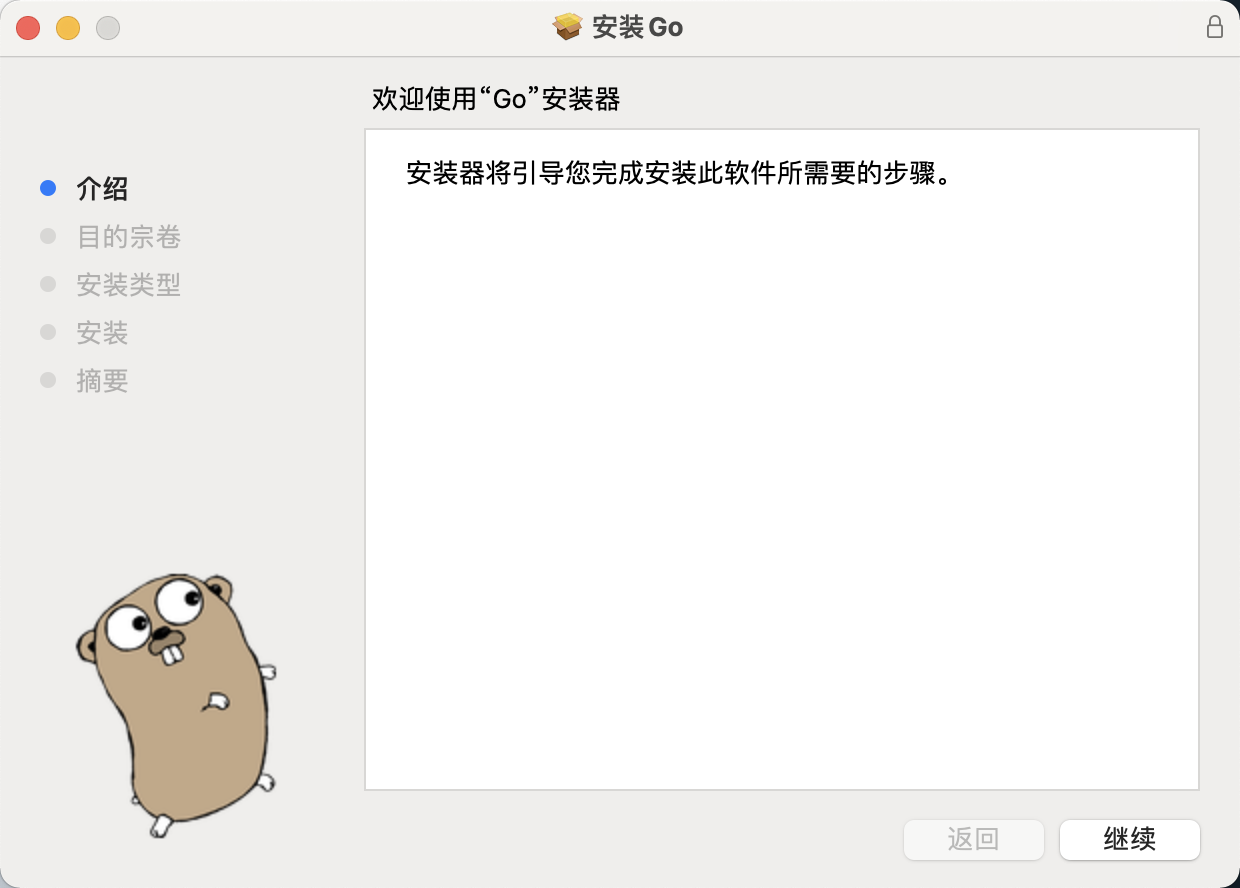 安装 Go
欢迎使用“Go”安装器
介绍
目的宗卷
安装类型
安装
摘要
安装器将引导您完成安装此软件所需要的步骤。
返回
继续